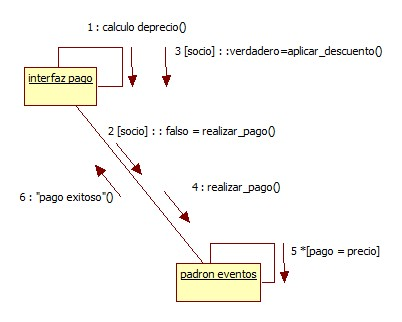 1 : calculo deprecio()
3 [socio] : :verdadero=aplicar_descuento()
interfaz pago
2 [socio] : : falso = realizar_pago()
4 : realizar_pago()
6 : "pago exitoso"()
5 *[pago = precio]
padron eventos